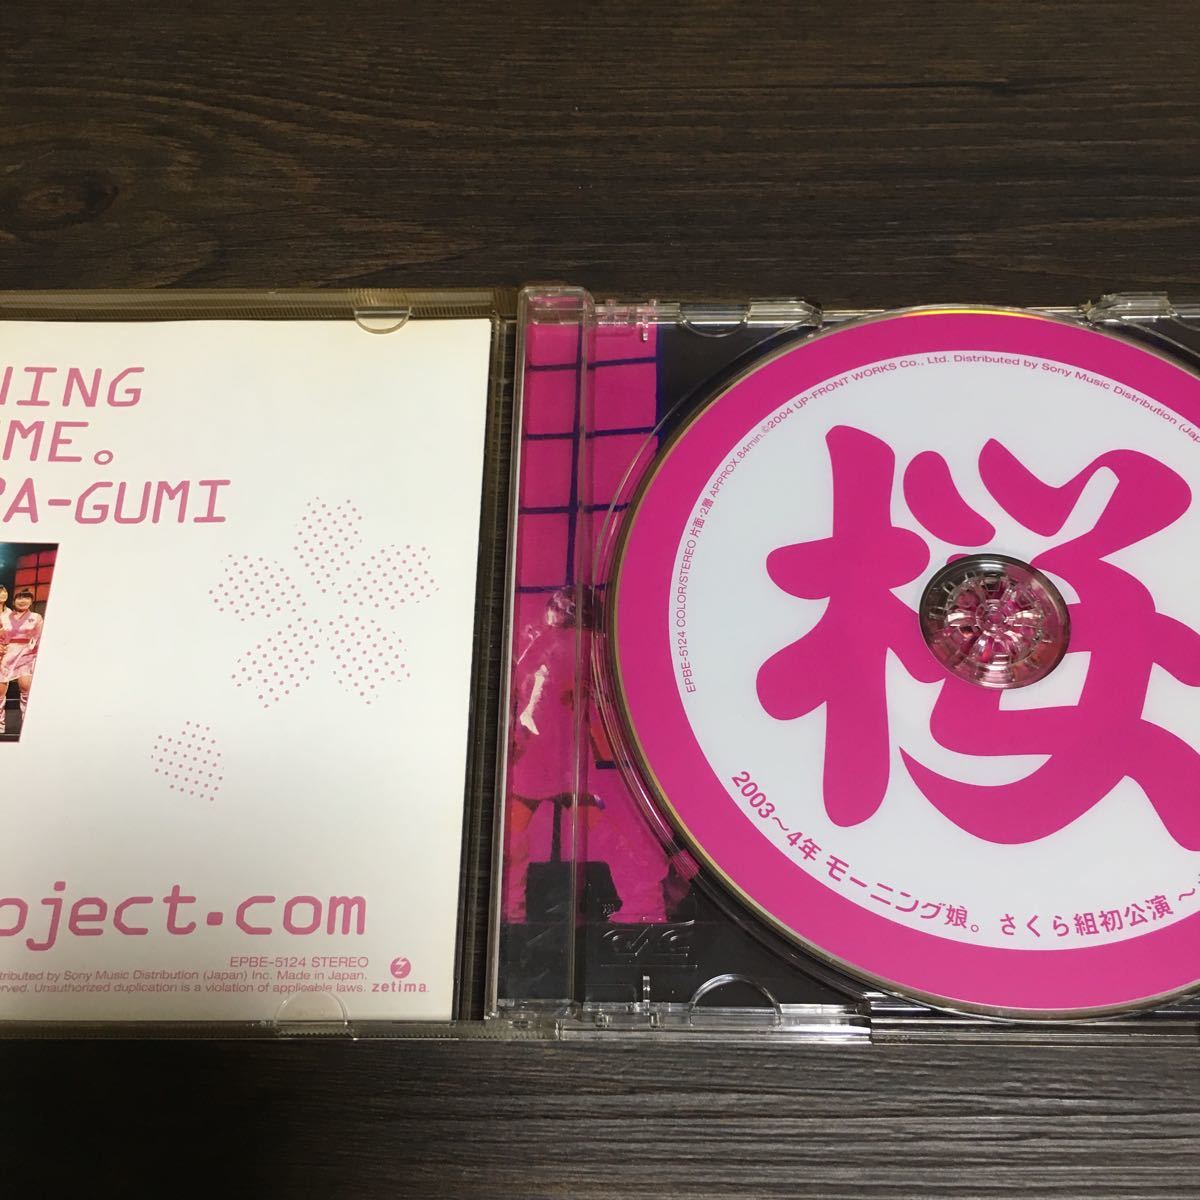 NING
ME。
A-GUMI
oject.com
EPBE-5124 STEREO
tributed by Sony Music Distribution (Japan) Inc. Made in Japan.
erved. Unauthorized duplication is a violation of applicable laws.
zetima
EPBE-5124 COLOR/STEREO 片面・2層 APPROX.84min.©2004 UP-FRONT WORKS Co., Ltd. Distributed by Sony Music Distribution (Jap
桜
2003〜4年 モーニング娘。 さくら組初公演 〜